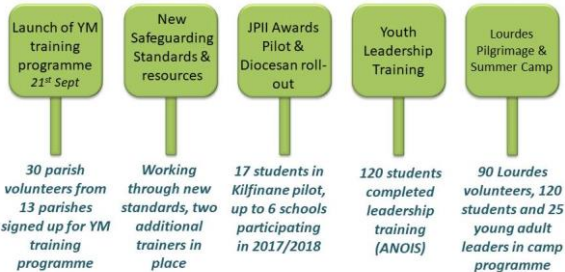 Launch of YM
training
programme
21st Sept
New
Safeguarding
Standards &
resources
JPII Awards
Pilot &
Diocesan roll-
out
Youth
Leadership
Training
Lourdes
Pilgrimage &
Summer Camp
30 parish
volunteers from
13 parishes
signed up for YM
training
programme
Working
through new
standards, two
additional
trainers in
place
17 students in
Kilfinane pilot,
up to 6 schools
participating
in 2017/2018
120 students
completed
leadership
training
(ANOIS)
90 Lourdes
volunteers, 120
students and 25
young adult
leaders in camp
programme